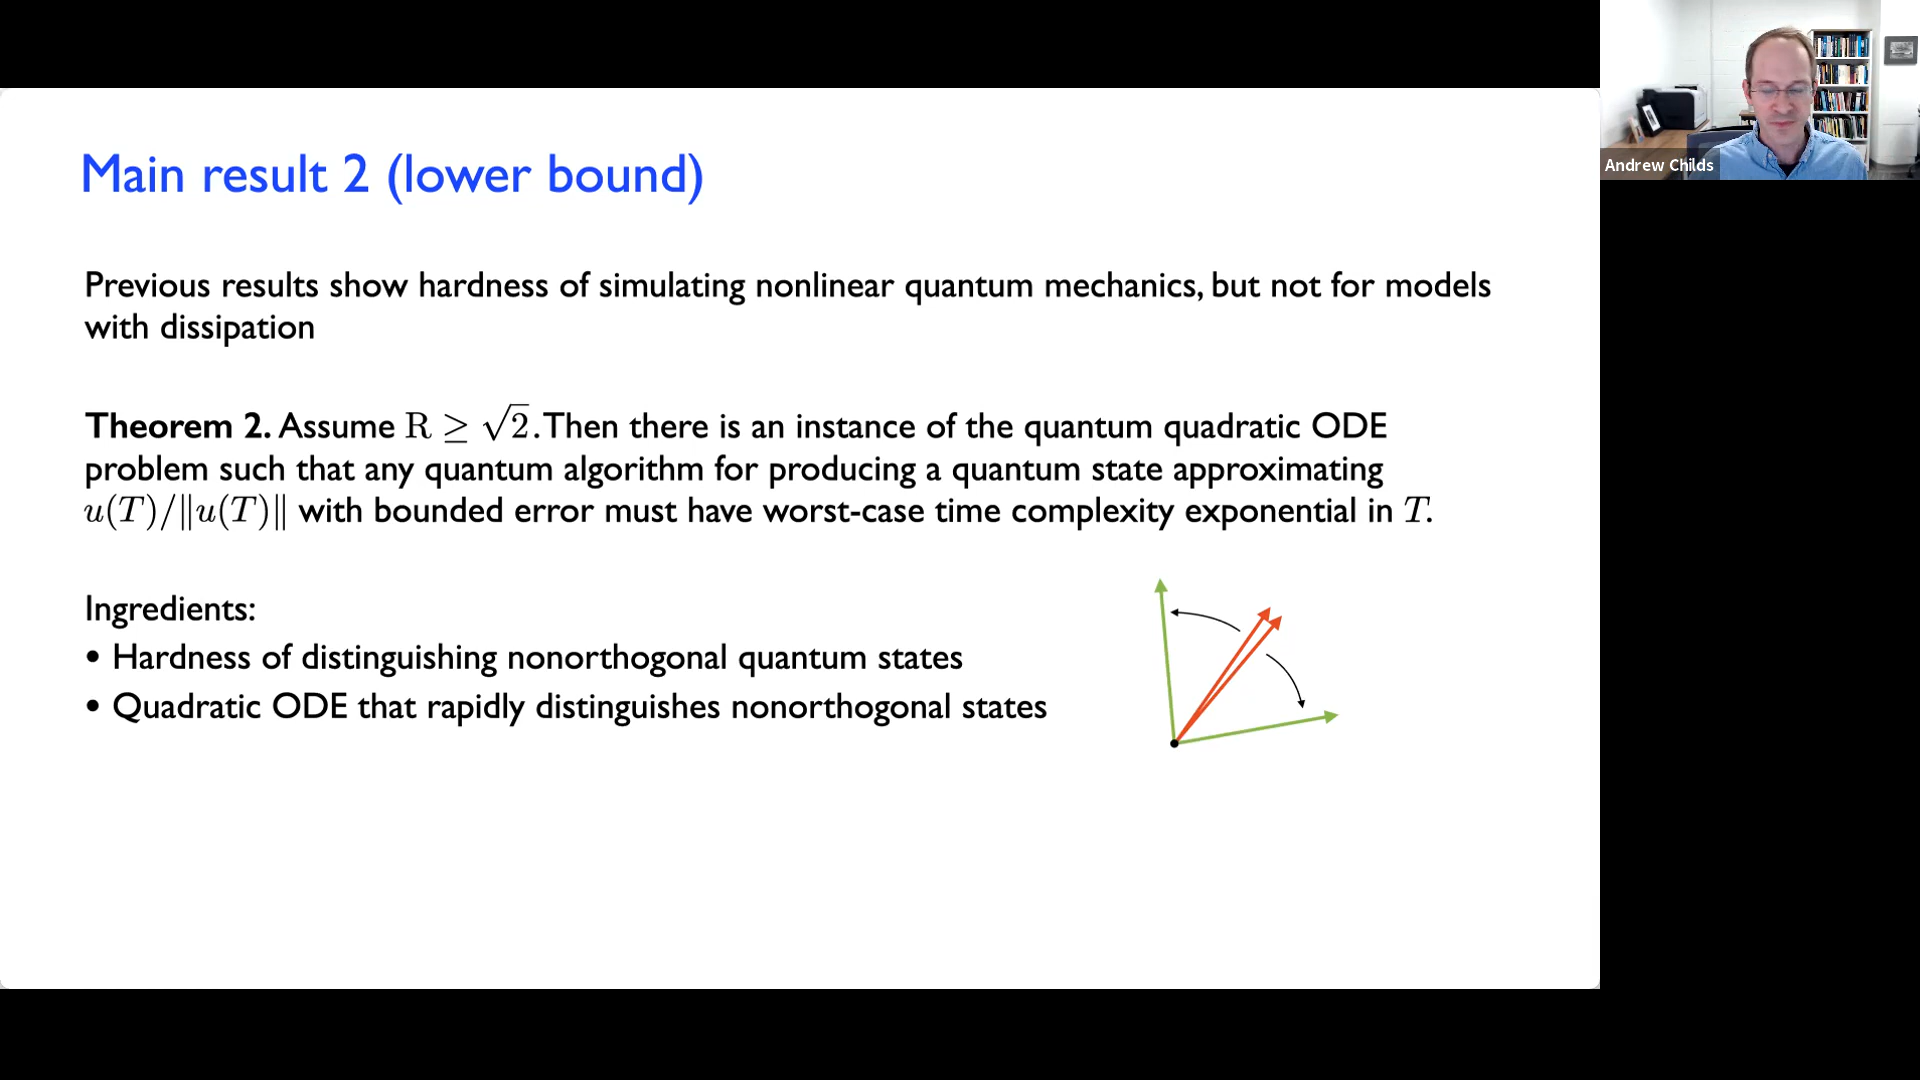 Main result 2 (lower bound)
Previous results show hardness of simulating nonlinear quantum mechanics, but not for models
with dissipation
Theorem 2. Assume R ≥ √2. Then there is an instance of the quantum quadratic ODE
problem such that any quantum algorithm for producing a quantum state approximating
u(T)/‖u(T)‖ with bounded error must have worst-case time complexity exponential in T.
Ingredients:
• Hardness of distinguishing nonorthogonal quantum states
• Quadratic ODE that rapidly distinguishes nonorthogonal states
Andrew Childs